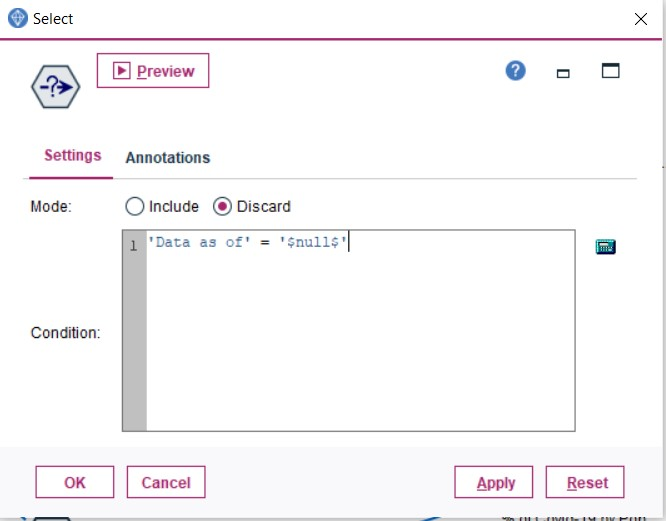 Select
Preview
?
Settings Annotations
Mode: Include Discard
1 'Data as of' = '$null$'
Condition:
OK Cancel Apply Reset